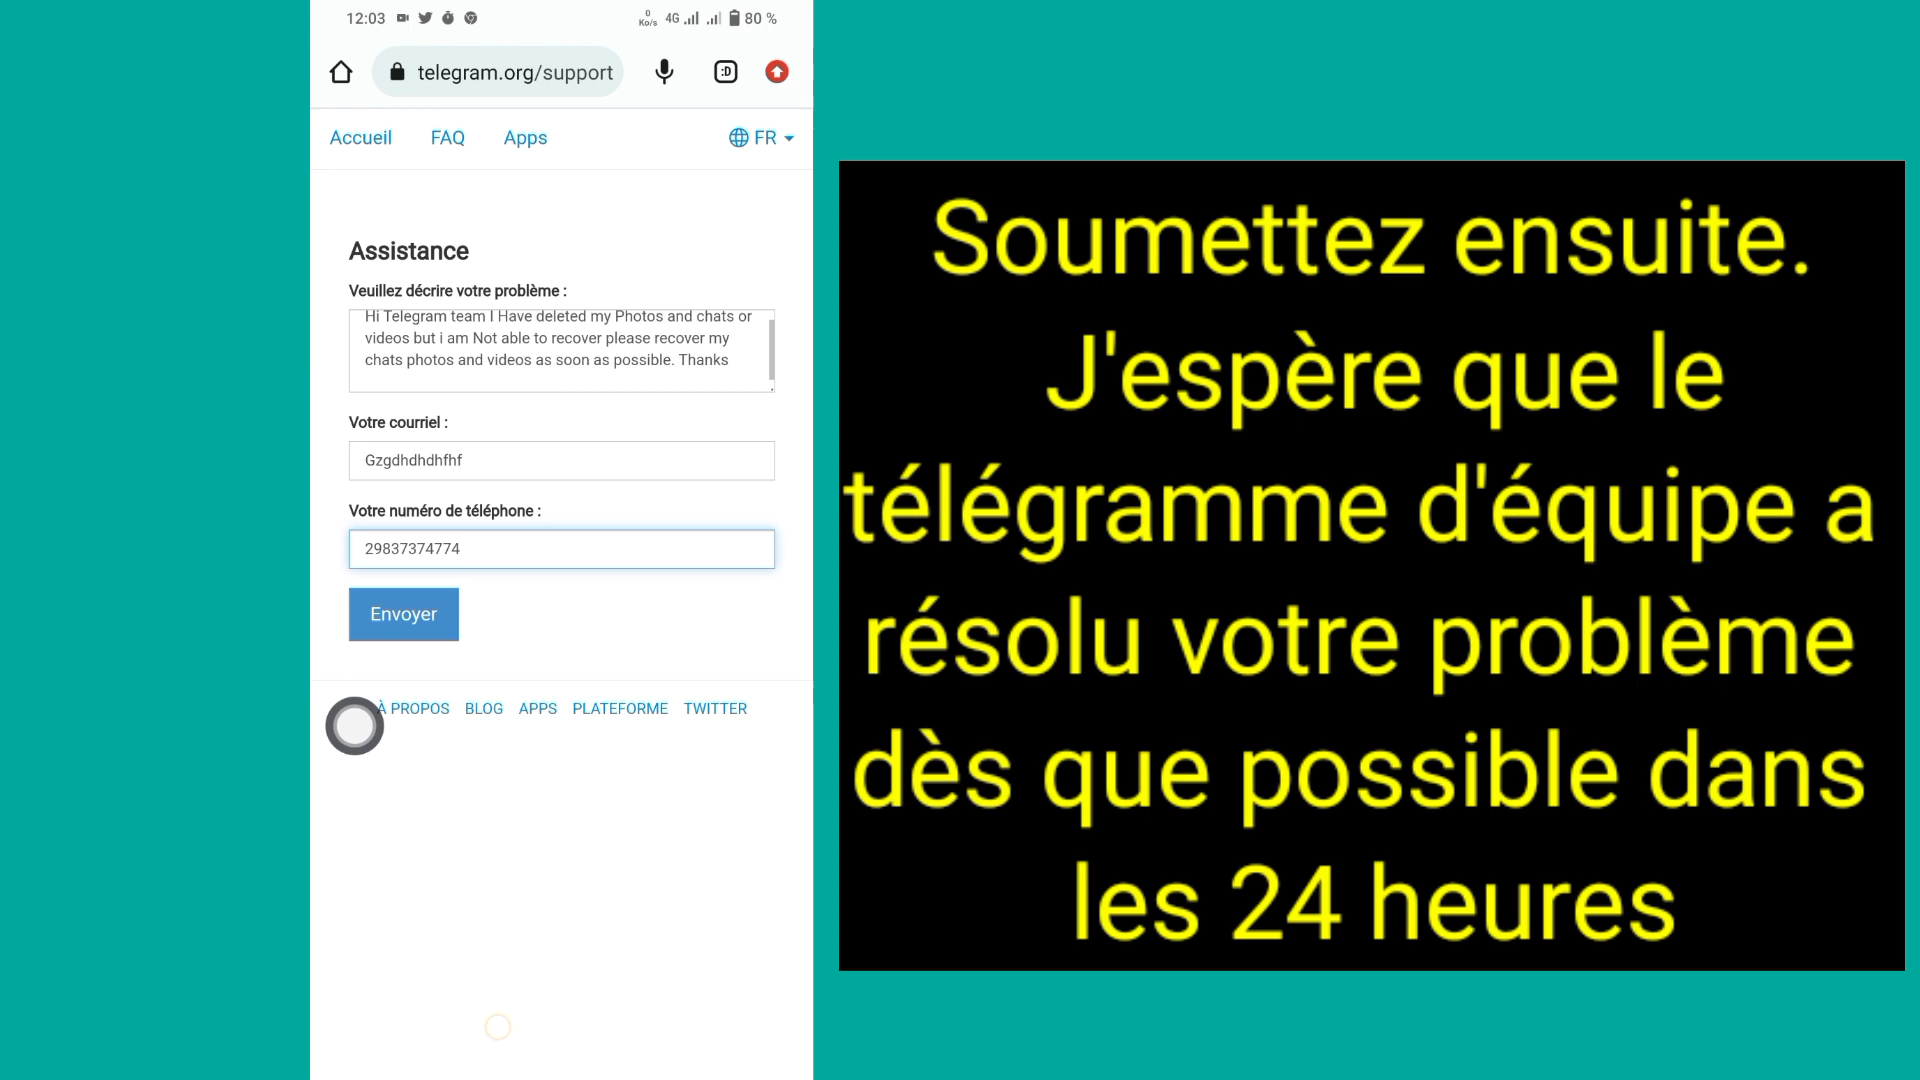 12:03
0
Ko/s
4G
80 %
telegram.org/support
:D
Accueil FAQ Apps FR
Assistance
Veuillez décrire votre problème :
Hi Telegram team I Have deleted my Photos and chats or
videos but i am Not able to recover please recover my
chats photos and videos as soon as possible. Thanks
Votre courriel :
Gzgdhdhdhfhf
Votre numéro de téléphone :
29837374774
Envoyer
À PROPOS BLOG APPS PLATEFORME TWITTER
Soumettez ensuite.
J'espère que le
télégramme d'équipe a
résolu votre problème
dès que possible dans
les 24 heures